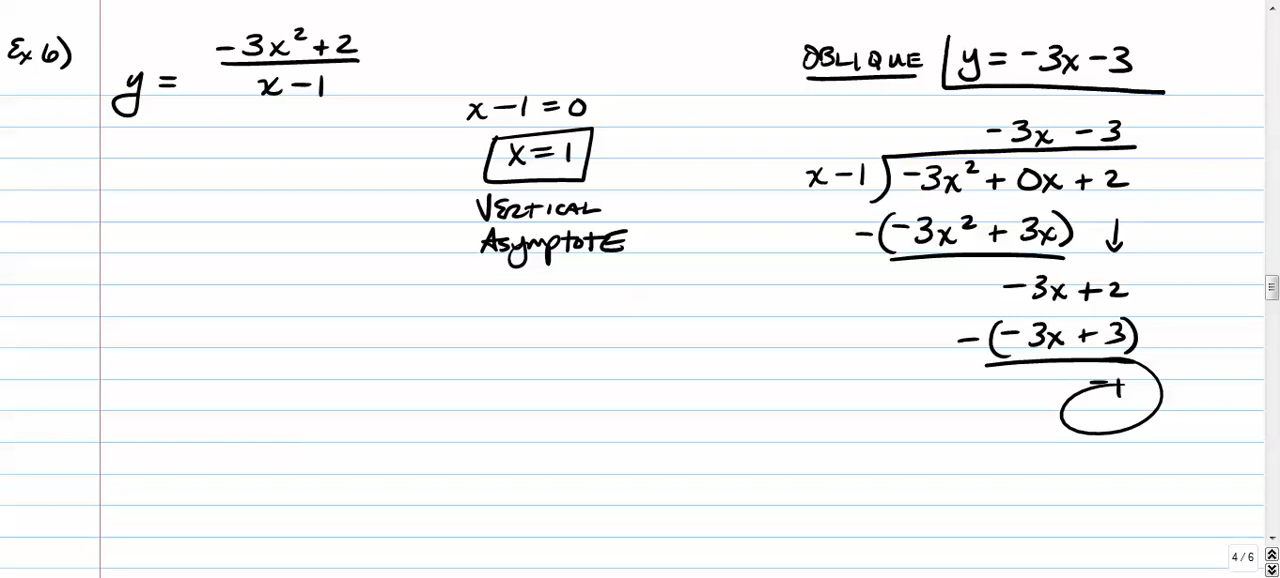 Ex 6)
y = (-3x² + 2)/(x - 1)
x - 1 = 0
x = 1
VERTICAL
AsymptotE
OBLIQUE y = -3x - 3
-3x - 3
x - 1 ) -3x² + 0x + 2
-(-3x² + 3x) ↓
-3x + 2
-(-3x + 3)
-1
4 / 6